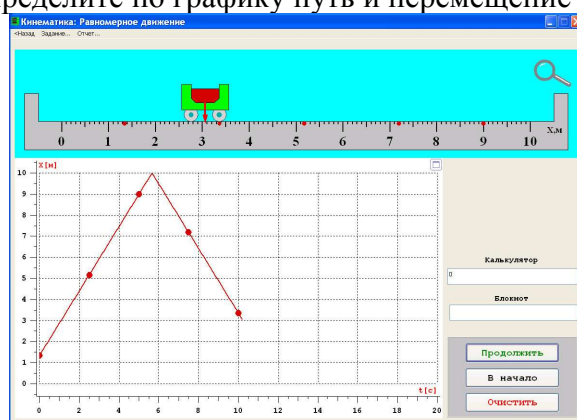 ределите по графику путь и перемещение
Кинематика: Равномерное движение
<Назад Задание... Отчет...
0 1 2 3 4 5 6 7 8 9 10 X,м
X[м]
10
9
8
7
6
5
4
3
2
1
0
t[с]
0 2 4 6 8 10 12 14 16 18 20
Калькулятор
0
Блокнот
Продолжить
В начало
Очистить